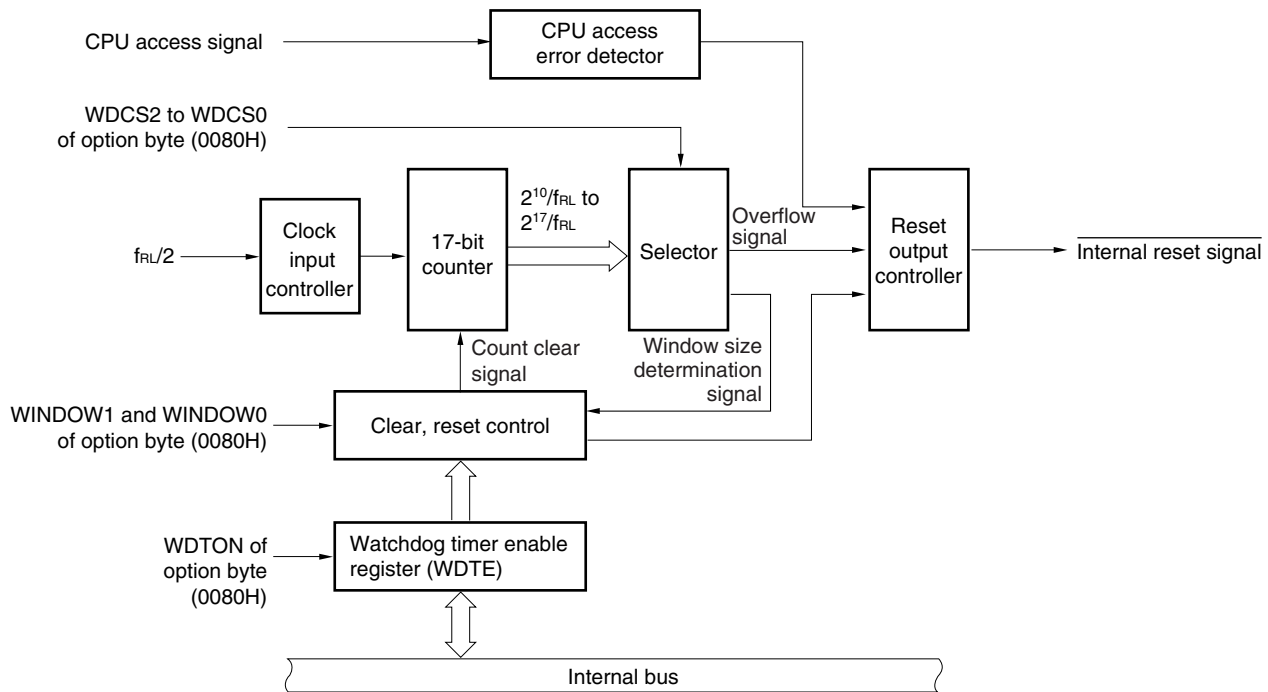 CPU access signal
CPU access
error detector
WDCS2 to WDCS0
of option byte (0080H)
fRL/2
Clock
input
controller
17-bit
counter
2¹⁰/fRL to
2¹⁷/fRL
Selector
Overflow
signal
Reset
output
controller
Internal reset signal
Count clear
signal
Window size
determination
signal
WINDOW1 and WINDOW0
of option byte (0080H)
Clear, reset control
WDTON of
option byte
(0080H)
Watchdog timer enable
register (WDTE)
Internal bus